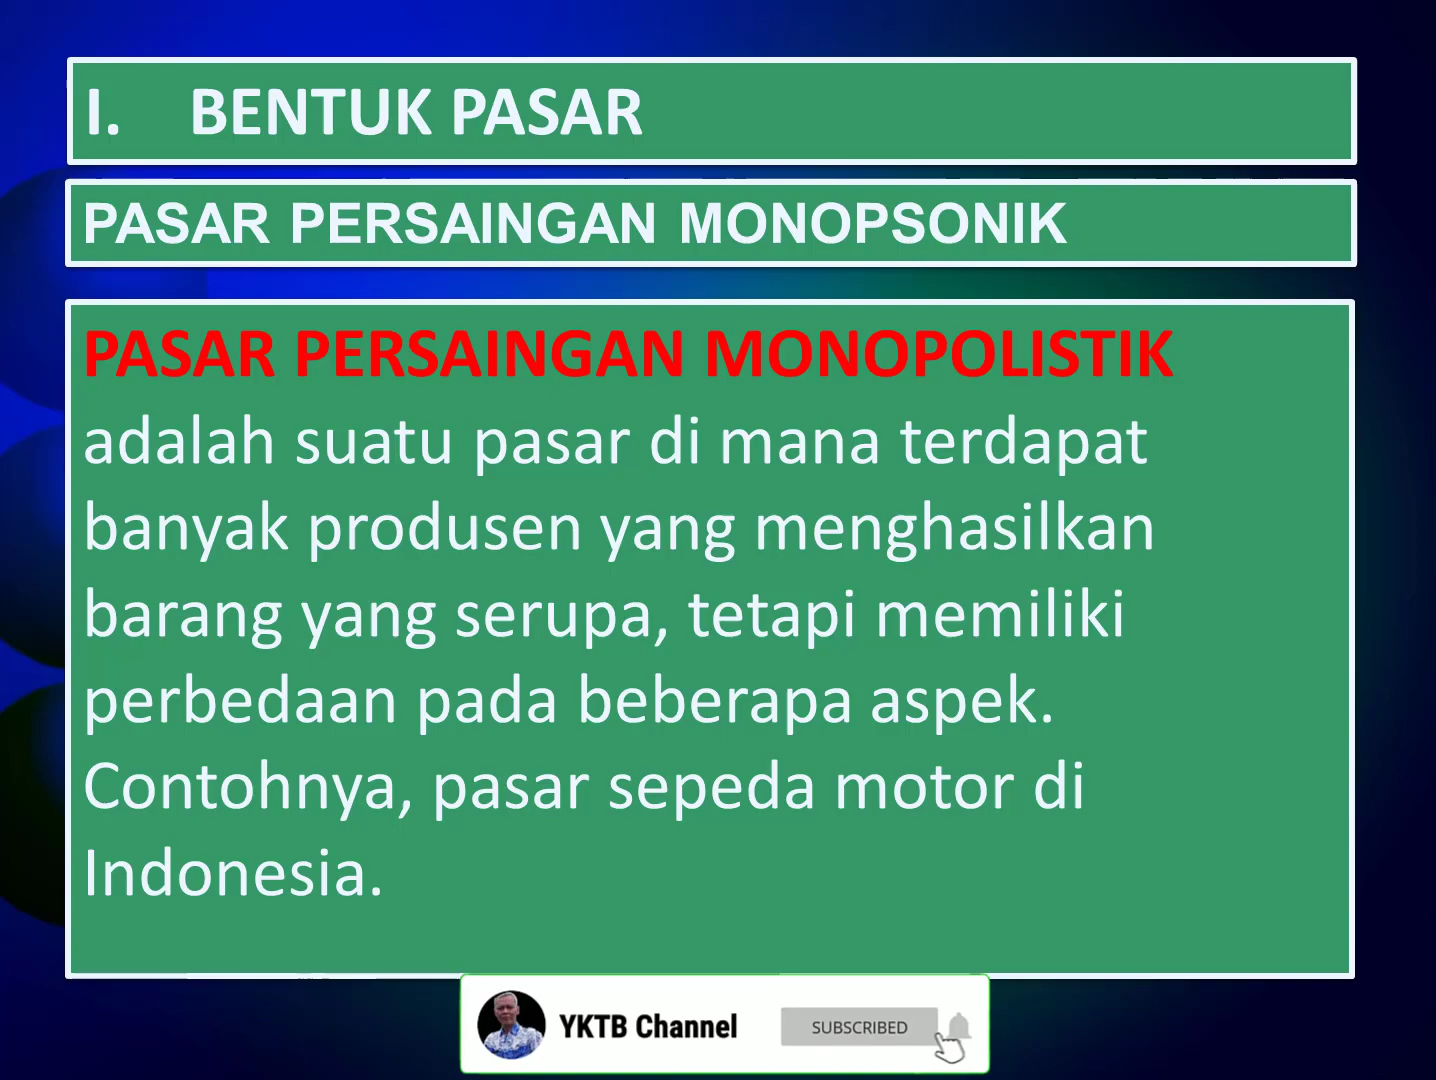 I. BENTUK PASAR
PASAR PERSAINGAN MONOPSONIK
PASAR PERSAINGAN MONOPOLISTIK
adalah suatu pasar di mana terdapat
banyak produsen yang menghasilkan
barang yang serupa, tetapi memiliki
perbedaan pada beberapa aspek.
Contohnya, pasar sepeda motor di
Indonesia.
YKTB Channel
SUBSCRIBED